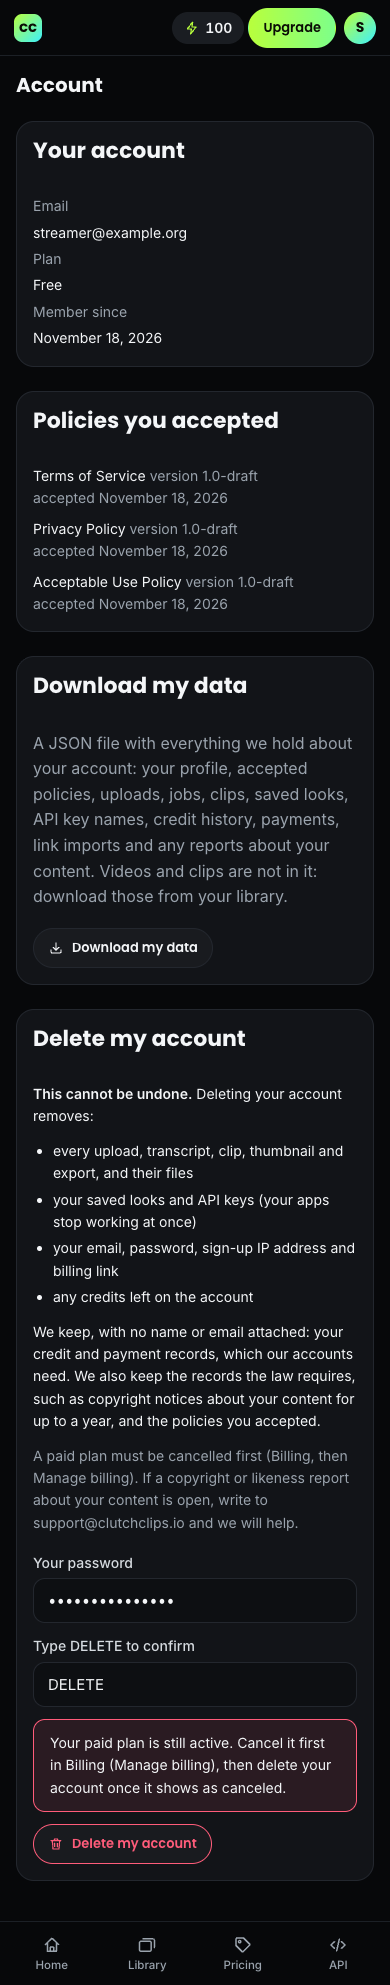 cc
100
Upgrade
S
Account
Your account
Email
streamer@example.org
Plan
Free
Member since
November 18, 2026
Policies you accepted
Terms of Service version 1.0-draft
accepted November 18, 2026
Privacy Policy version 1.0-draft
accepted November 18, 2026
Acceptable Use Policy version 1.0-draft
accepted November 18, 2026
Download my data
A JSON file with everything we hold about
your account: your profile, accepted
policies, uploads, jobs, clips, saved looks,
API key names, credit history, payments,
link imports and any reports about your
content. Videos and clips are not in it:
download those from your library.
Download my data
Delete my account
This cannot be undone. Deleting your account
removes:
• every upload, transcript, clip, thumbnail and
export, and their files
• your saved looks and API keys (your apps
stop working at once)
• your email, password, sign-up IP address and
billing link
• any credits left on the account
We keep, with no name or email attached: your
credit and payment records, which our accounts
need. We also keep the records the law requires,
such as copyright notices about your content for
up to a year, and the policies you accepted.
A paid plan must be cancelled first (Billing, then
Manage billing). If a copyright or likeness report
about your content is open, write to
support@clutchclips.io and we will help.
Your password
•••••••••••••••
Type DELETE to confirm
DELETE
Your paid plan is still active. Cancel it first
in Billing (Manage billing), then delete your
account once it shows as canceled.
Delete my account
Home
Library
Pricing
API